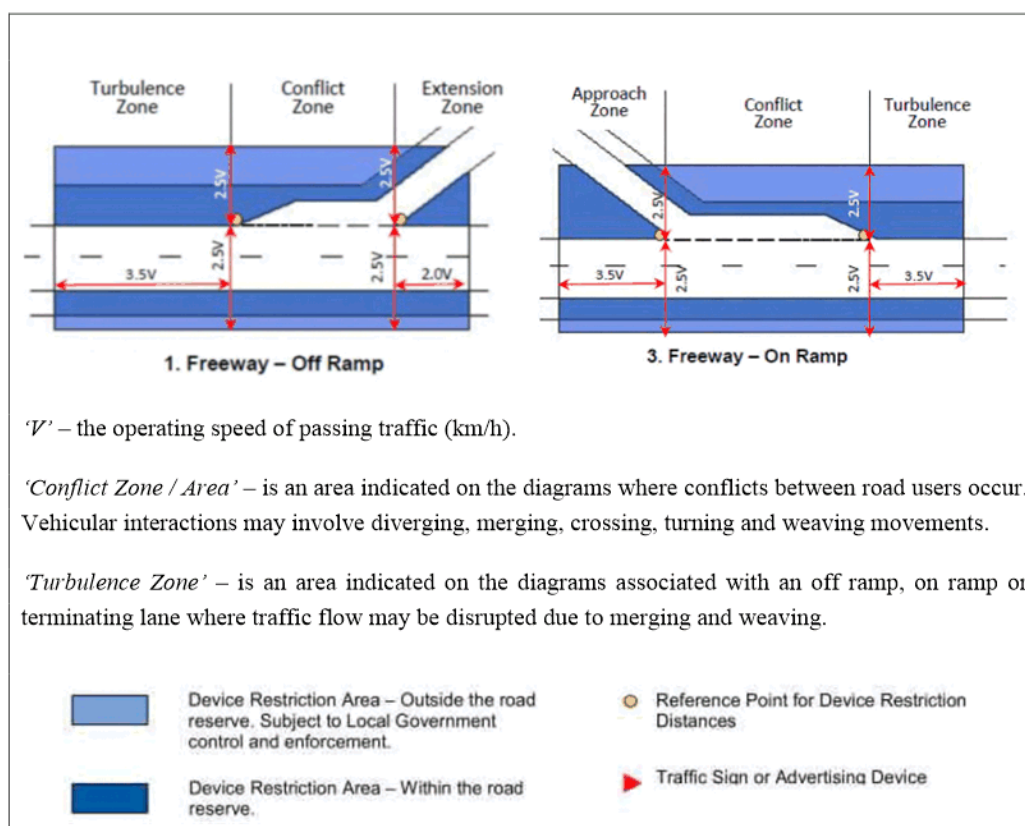 Turbulence Zone
Conflict Zone
Extension Zone
2.5V
2.5V
2.5V
2.5V
3.5V
2.0V
1. Freeway – Off Ramp
Approach Zone
Conflict Zone
Turbulence Zone
2.5V
2.5V
2.5V
2.5V
3.5V
3.5V
3. Freeway – On Ramp
‘V’ – the operating speed of passing traffic (km/h).
‘Conflict Zone / Area’ – is an area indicated on the diagrams where conflicts between road users occur.
Vehicular interactions may involve diverging, merging, crossing, turning and weaving movements.
‘Turbulence Zone’ – is an area indicated on the diagrams associated with an off ramp, on ramp or
terminating lane where traffic flow may be disrupted due to merging and weaving.
Device Restriction Area – Outside the road
reserve. Subject to Local Government
control and enforcement.
Device Restriction Area – Within the road
reserve.
Reference Point for Device Restriction
Distances
Traffic Sign or Advertising Device